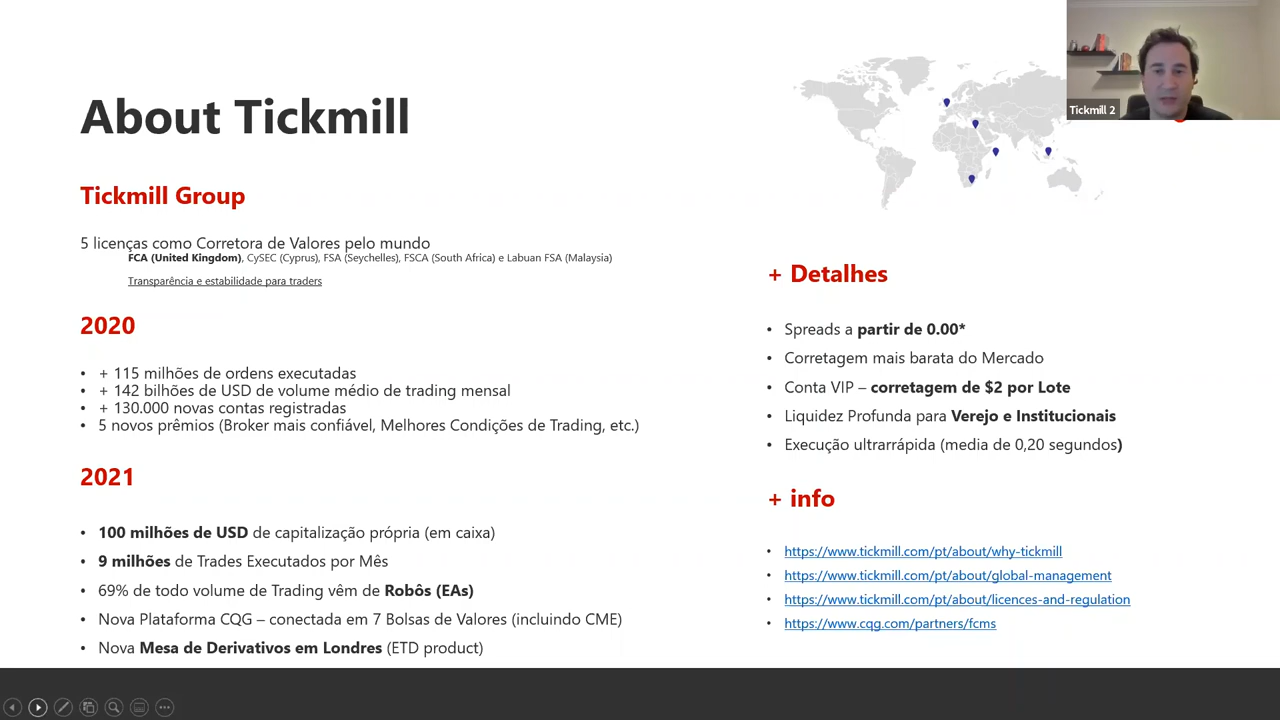 About Tickmill
Tickmill 2
Tickmill Group
5 licenças como Corretora de Valores pelo mundo
FCA (United Kingdom), CySEC (Cyprus), FSA (Seychelles), FSCA (South Africa) e Labuan FSA (Malaysia)
Transparência e estabilidade para traders
2020
• + 115 milhões de ordens executadas
• + 142 bilhões de USD de volume médio de trading mensal
• + 130.000 novas contas registradas
• 5 novos prêmios (Broker mais confiável, Melhores Condições de Trading, etc.)
2021
• 100 milhões de USD de capitalização própria (em caixa)
• 9 milhões de Trades Executados por Mês
• 69% de todo volume de Trading vêm de Robôs (EAs)
• Nova Plataforma CQG – conectada em 7 Bolsas de Valores (incluindo CME)
• Nova Mesa de Derivativos em Londres (ETD product)
+ Detalhes
• Spreads a partir de 0.00*
• Corretagem mais barata do Mercado
• Conta VIP – corretagem de $2 por Lote
• Liquidez Profunda para Verejo e Institucionais
• Execução ultrarrápida (media de 0,20 segundos)
+ info
• https://www.tickmill.com/pt/about/why-tickmill
• https://www.tickmill.com/pt/about/global-management
• https://www.tickmill.com/pt/about/licences-and-regulation
• https://www.cqg.com/partners/fcms